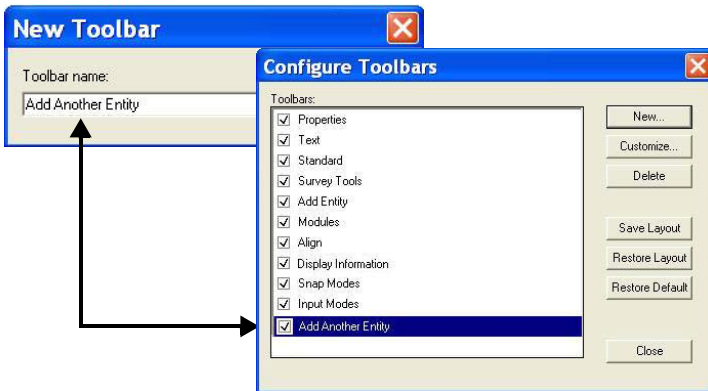 New Toolbar
Toolbar name:
Add Another Entity
Configure Toolbars
Toolbars:
Properties
Text
Standard
Survey Tools
Add Entity
Modules
Align
Display Information
Snap Modes
Input Modes
Add Another Entity
New...
Customize...
Delete
Save Layout
Restore Layout
Restore Default
Close